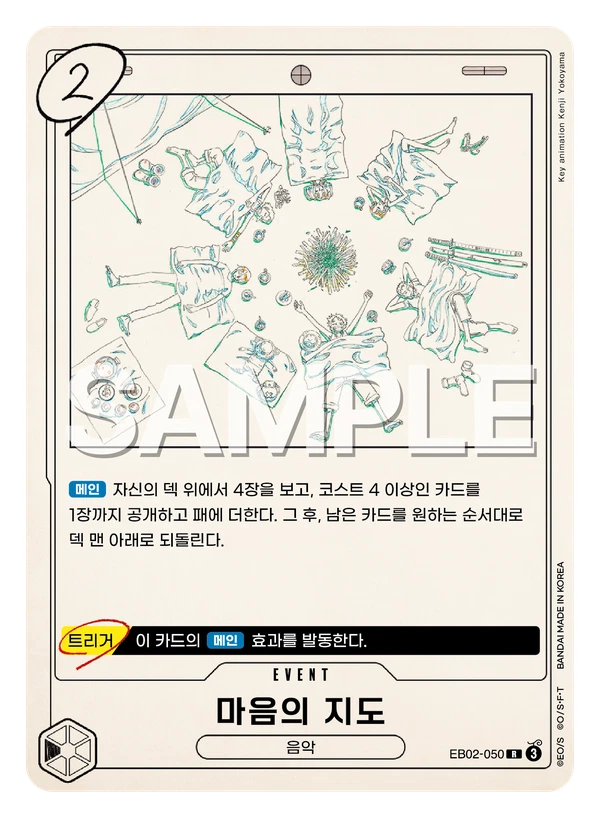 2
Key animation Kenji Yokoyama
SAMPLE
메인 자신의 덱 위에서 4장을 보고, 코스트 4 이상인 카드를
1장까지 공개하고 패에 더한다. 그 후, 남은 카드를 원하는 순서대로
덱 맨 아래로 되돌린다.
트리거 이 카드의 메인 효과를 발동한다.
EVENT
마음의 지도
음악
EB02-050 R 3
©EO/S ©O/S·F·T BANDAI MADE IN KOREA